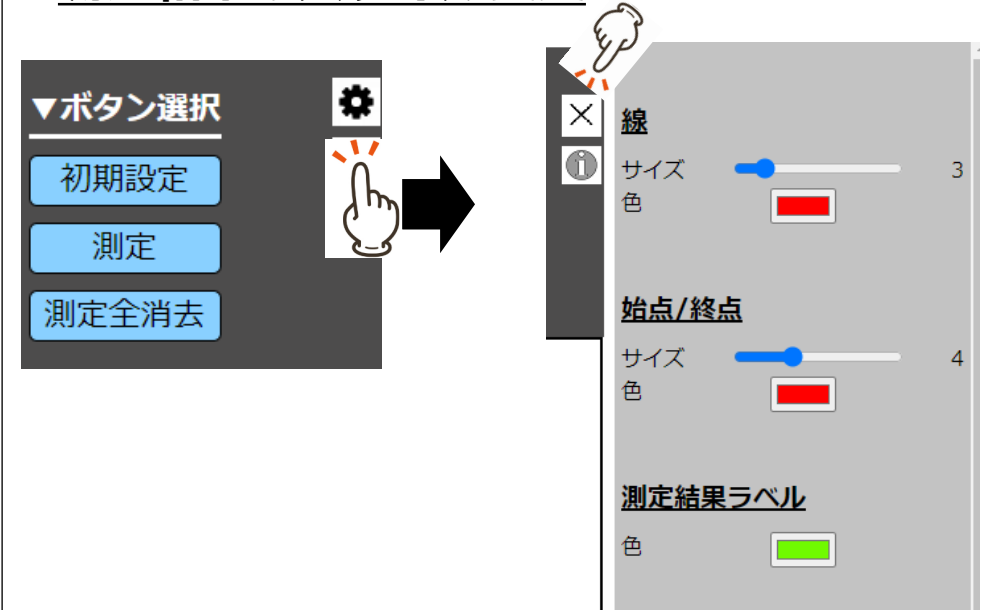 ▼ボタン選択
初期設定
測定
測定全消去
線
サイズ 3
色
始点/終点
サイズ 4
色
測定結果ラベル
色